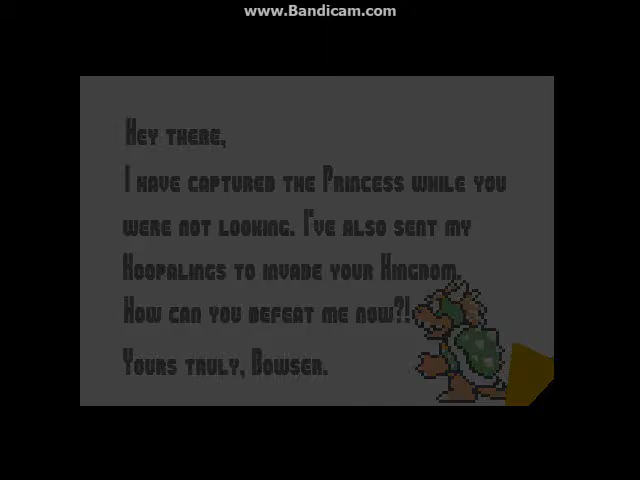 www.Bandicam.com
Hey there,
I have captured the Princess while you
were not looking. I've also sent my
Koopalings to invade your Kingrom.
How can you defeat me now?!
Yours truly, Bowser.